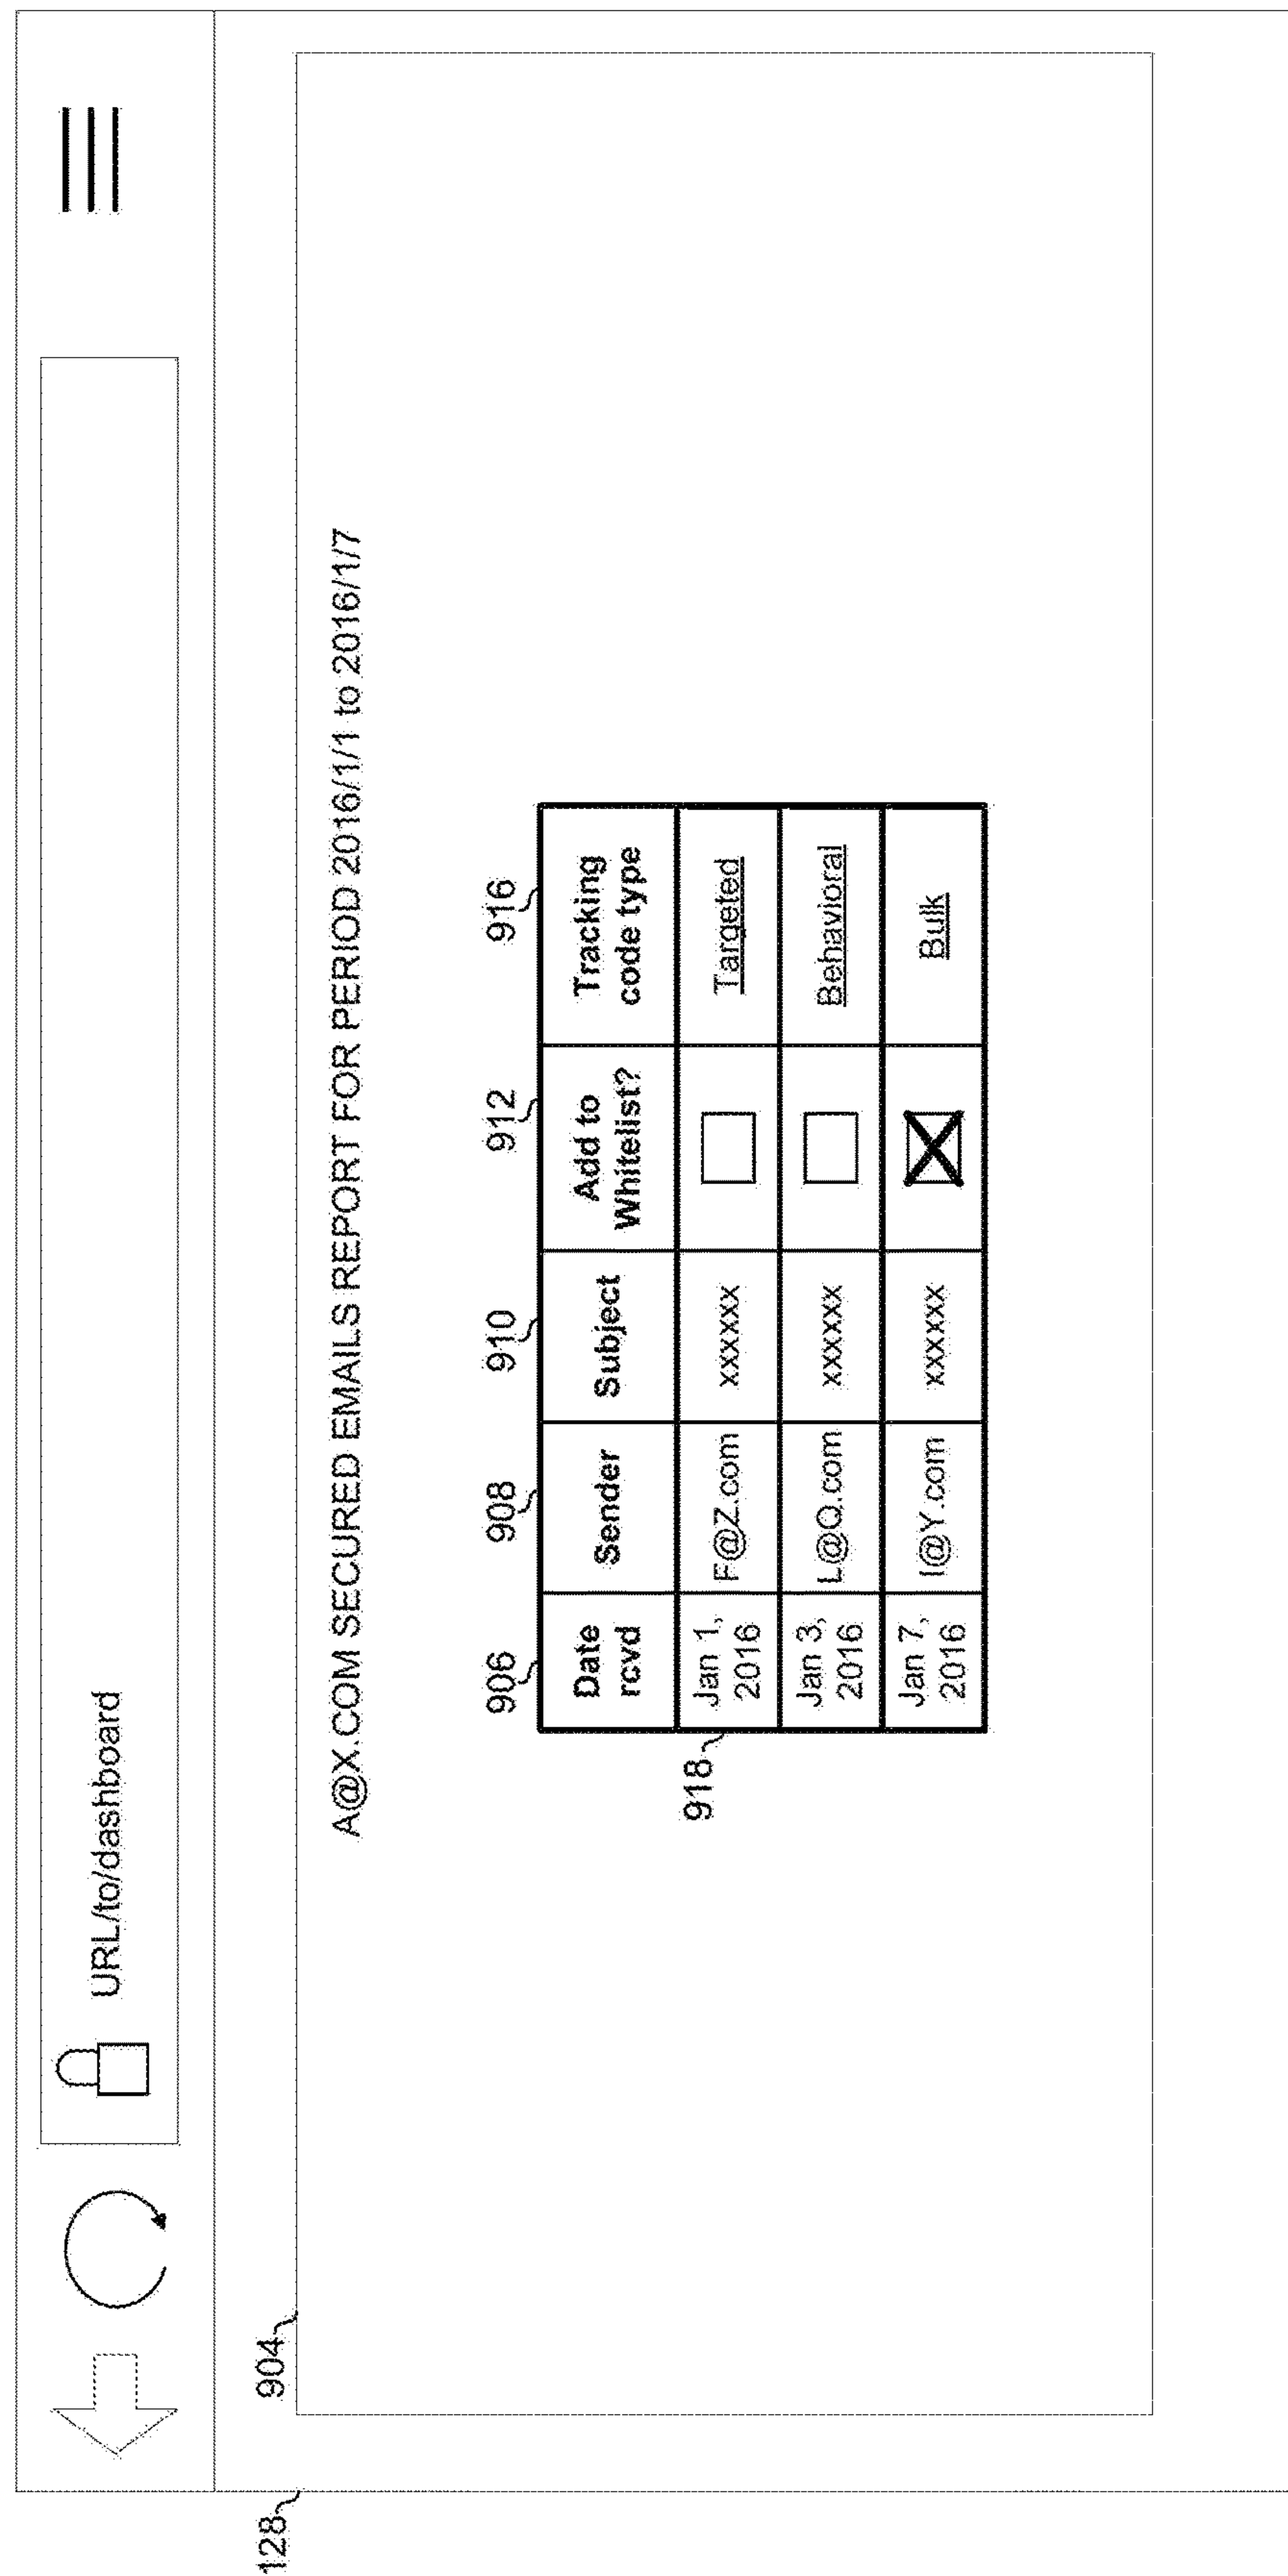 URL/to/dashboard
128
904
A@X.COM SECURED EMAILS REPORT FOR PERIOD 2016/1/1 to 2016/1/7
906 908 910 912 916
Date rcvd Sender Subject Add to Whitelist? Tracking code type
918
Jan 1, 2016 F@Z.com xxxxxx Targeted
Jan 3, 2016 L@Q.com xxxxxx Behavioral
Jan 7, 2016 I@Y.com xxxxxx Bulk